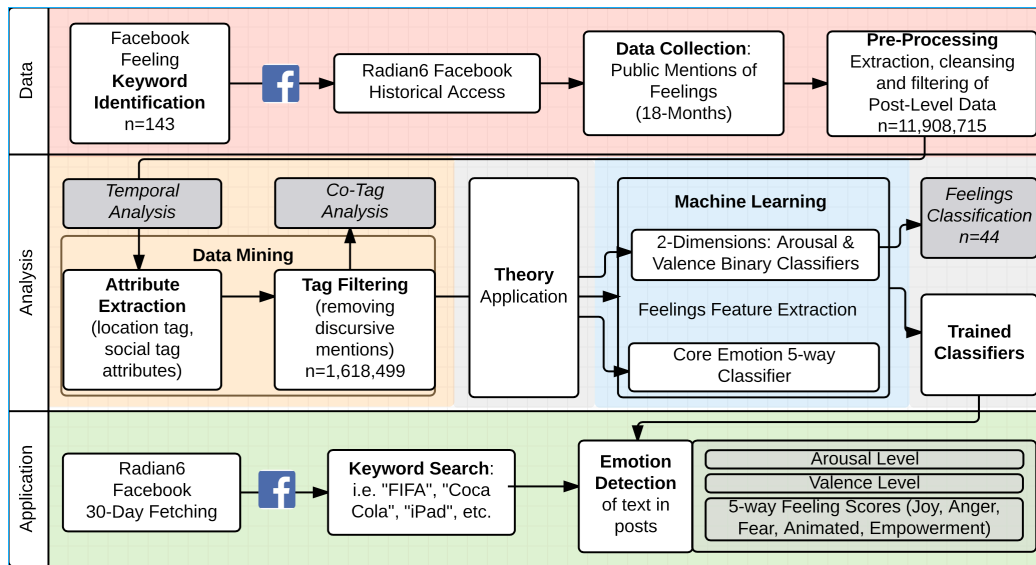 Data
Facebook
Feeling
Keyword
Identification
n=143
Radian6 Facebook
Historical Access
Data Collection:
Public Mentions of
Feelings
(18-Months)
Pre-Processing
Extraction, cleansing
and filtering of
Post-Level Data
n=11,908,715
Analysis
Temporal
Analysis
Co-Tag
Analysis
Data Mining
Attribute
Extraction
(location tag,
social tag
attributes)
Tag Filtering
(removing
discursive
mentions)
n=1,618,499
Theory
Application
Machine Learning
2-Dimensions: Arousal &
Valence Binary Classifiers
Feelings Feature Extraction
Core Emotion 5-way
Classifier
Feelings
Classification
n=44
Trained
Classifiers
Application
Radian6
Facebook
30-Day Fetching
Keyword Search:
i.e. "FIFA", "Coca
Cola", "iPad", etc.
Emotion
Detection
of text in
posts
Arousal Level
Valence Level
5-way Feeling Scores (Joy, Anger,
Fear, Animated, Empowerment)